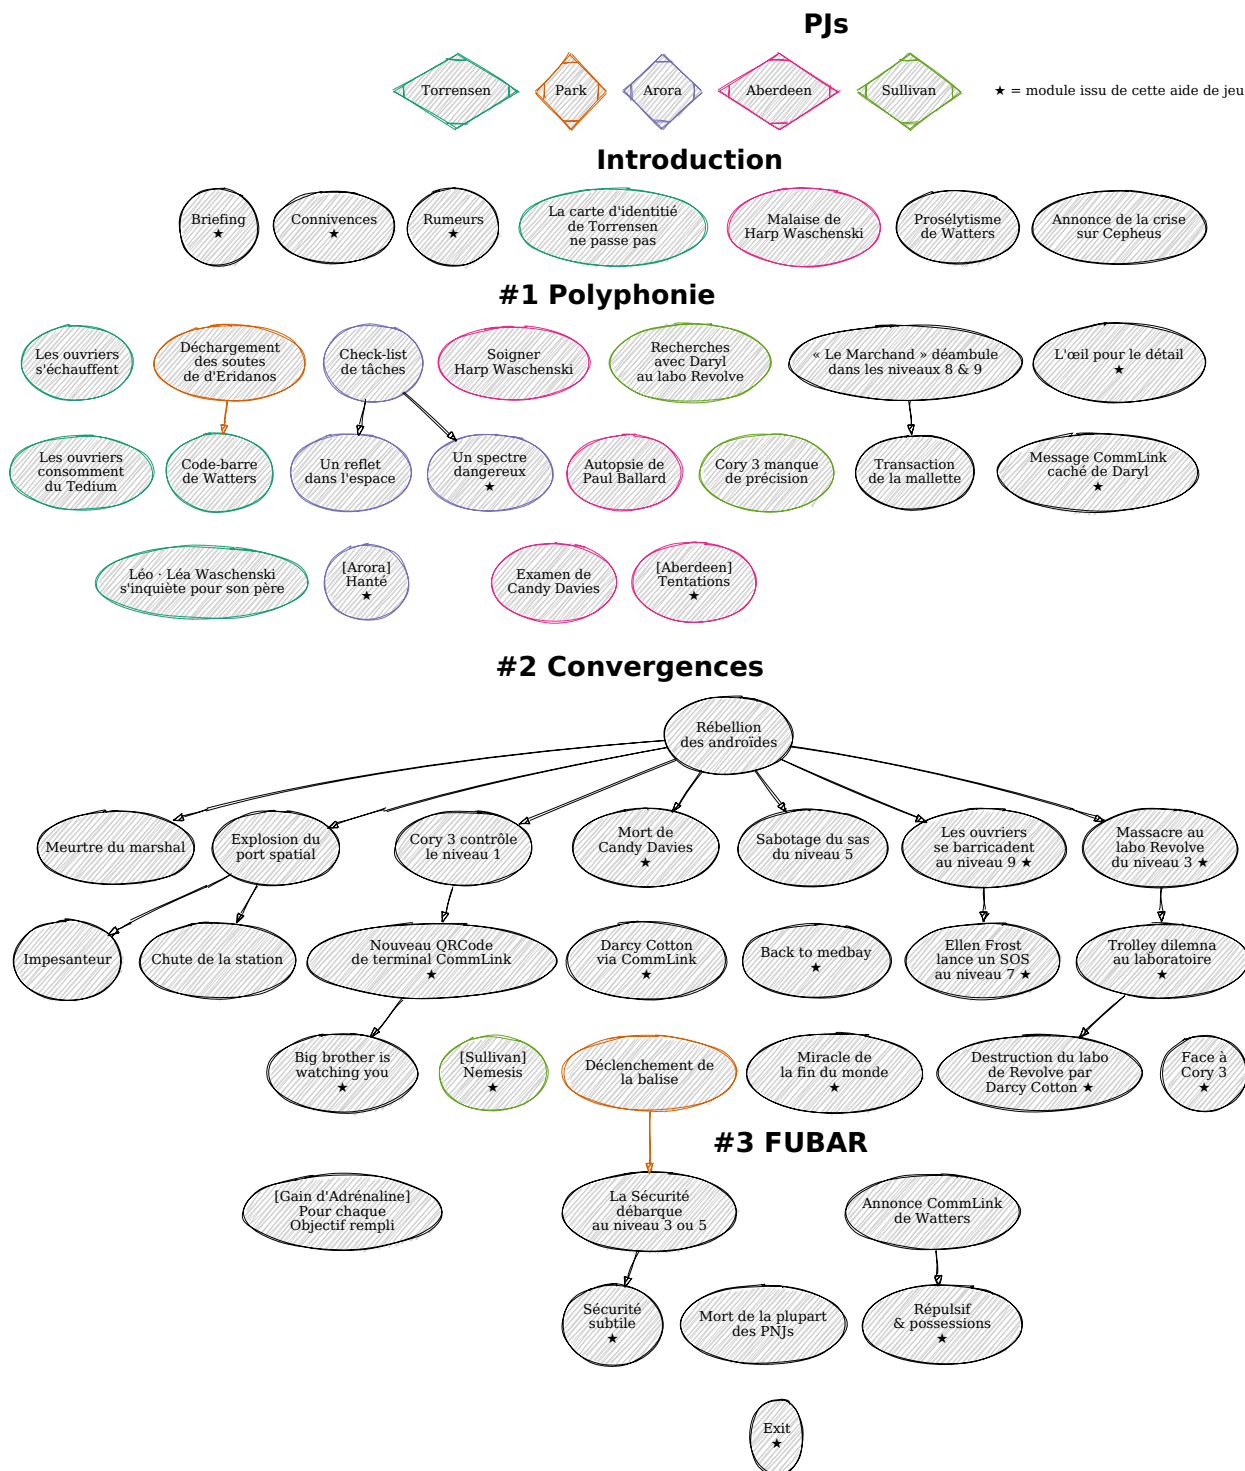 PJs
Torrensen
Park
Arora
Aberdeen
Sullivan
★ = module issu de cette aide de jeu
Introduction
Briefing
★
Connivences
★
Rumeurs
★
La carte d'identitié
de Torrensen
ne passe pas
Malaise de
Harp Waschenski
Prosélytisme
de Watters
Annonce de la crise
sur Cepheus
#1 Polyphonie
Les ouvriers
s'échauffent
Déchargement
des soutes
de d'Eridanos
Check-list
de tâches
Soigner
Harp Waschenski
Recherches
avec Daryl
au labo Revolve
« Le Marchand » déambule
dans les niveaux 8 & 9
L'œil pour le détail
★
Les ouvriers
consomment
du Tedium
Code-barre
de Watters
Un reflet
dans l'espace
Un spectre
dangereux
★
Autopsie de
Paul Ballard
Cory 3 manque
de précision
Transaction
de la mallette
Message CommLink
caché de Daryl
★
Léo · Léa Waschenski
s'inquiète pour son père
[Arora]
Hanté
★
Examen de
Candy Davies
[Aberdeen]
Tentations
★
#2 Convergences
Rébellion
des androïdes
Meurtre du marshal
Explosion du
port spatial
Cory 3 contrôle
le niveau 1
Mort de
Candy Davies
★
Sabotage du sas
du niveau 5
Les ouvriers
se barricadent
au niveau 9 ★
Massacre au
labo Revolve
du niveau 3 ★
Impesanteur
Chute de la station
Nouveau QRCode
de terminal CommLink
★
Darcy Cotton
via CommLink
★
Back to medbay
★
Ellen Frost
lance un SOS
au niveau 7 ★
Trolley dilemna
au laboratoire
★
Big brother is
watching you
★
[Sullivan]
Nemesis
★
Déclenchement de
la balise
Miracle de
la fin du monde
★
Destruction du labo
de Revolve par
Darcy Cotton ★
Face à
Cory 3
★
#3 FUBAR
[Gain d'Adrénaline]
Pour chaque
Objectif rempli
La Sécurité
débarque
au niveau 3 ou 5
Annonce CommLink
de Watters
Sécurité
subtile
★
Mort de la plupart
des PNJs
Répulsif
& possessions
★
Exit
★